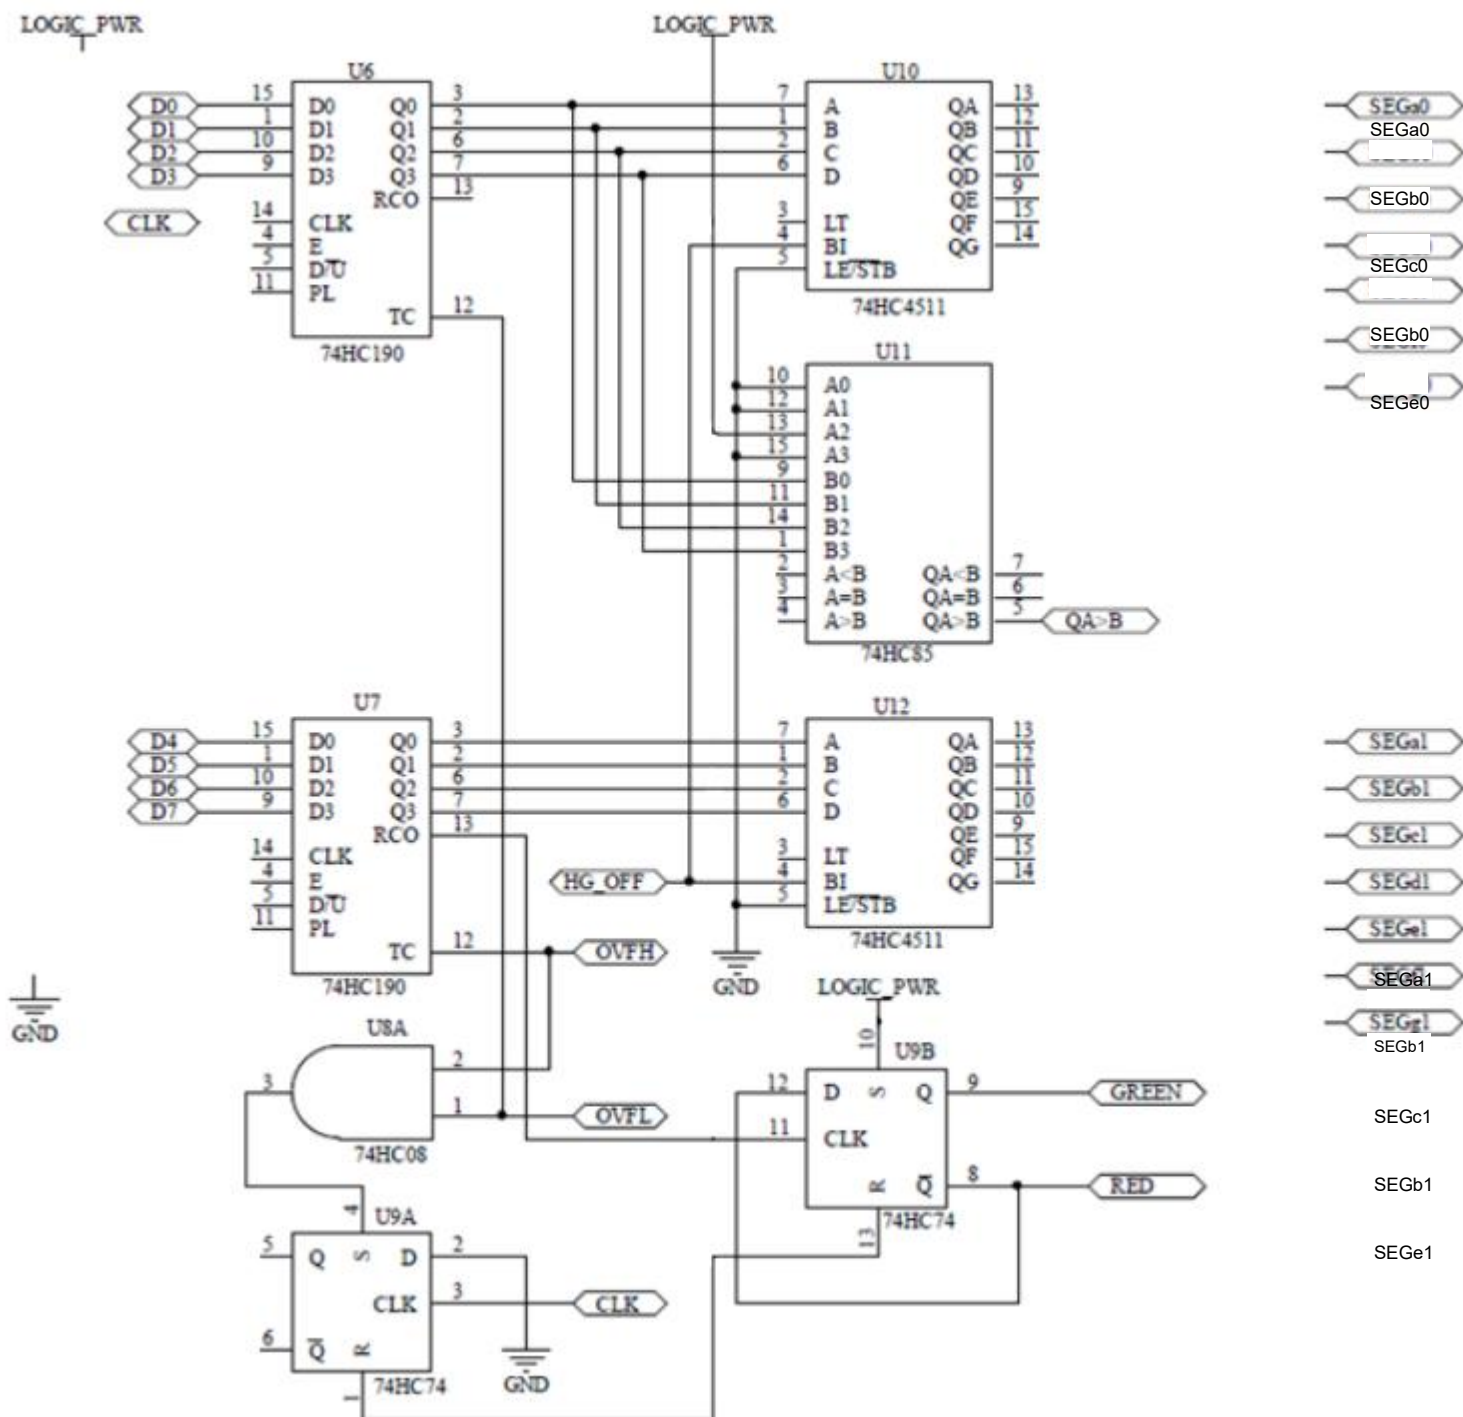 LOGIC_PWR
LOGIC_PWR
U6
D0 15 D0 Q0 3
D1 1 D1 Q1 2
D2 10 D2 Q2 6
D3 9 D3 Q3 7
RCO 13
CLK 14 CLK
4 E
5 D/U̅
11 PL
TC 12
74HC190
U10
7 A QA 13
1 B QB 12
2 C QC 11
6 D QD 10
QE 9
3 LT QF 15
4 BI QG 14
5 LE/S̅T̅B̅
74HC4511
SEGa0
SEGa0
SEGb0
SEGc0
SEGb0
SEGe0
U11
10 A0
12 A1
13 A2
15 A3
9 B0
11 B1
14 B2
1 B3
2 A<B QA<B 7
3 A=B QA=B 6
4 A>B QA>B 5 QA>B
74HC85
U7
D4 15 D0 Q0 3
D5 1 D1 Q1 2
D6 10 D2 Q2 6
D7 9 D3 Q3 7
RCO 13
14 CLK
4 E
5 D/U̅
11 PL
TC 12 OVFH
74HC190
U12
7 A QA 13
1 B QB 12
2 C QC 11
6 D QD 10
QE 9
3 LT QF 15
HG_OFF 4 BI QG 14
5 LE/S̅T̅B̅
74HC4511
GND
SEGa1
SEGb1
SEGc1
SEGd1
SEGe1
SEGa1
SEGg1
SEGb1
SEGc1
SEGb1
SEGe1
GND
U8A
3 2
1 OVFL
74HC08
LOGIC_PWR
10 U9B
12 D S Q 9 GREEN
11 CLK
R Q̅ 8 RED
13 74HC74
4 U9A
5 Q S D 2
CLK 3 CLK
6 Q̅ R
1 74HC74
GND